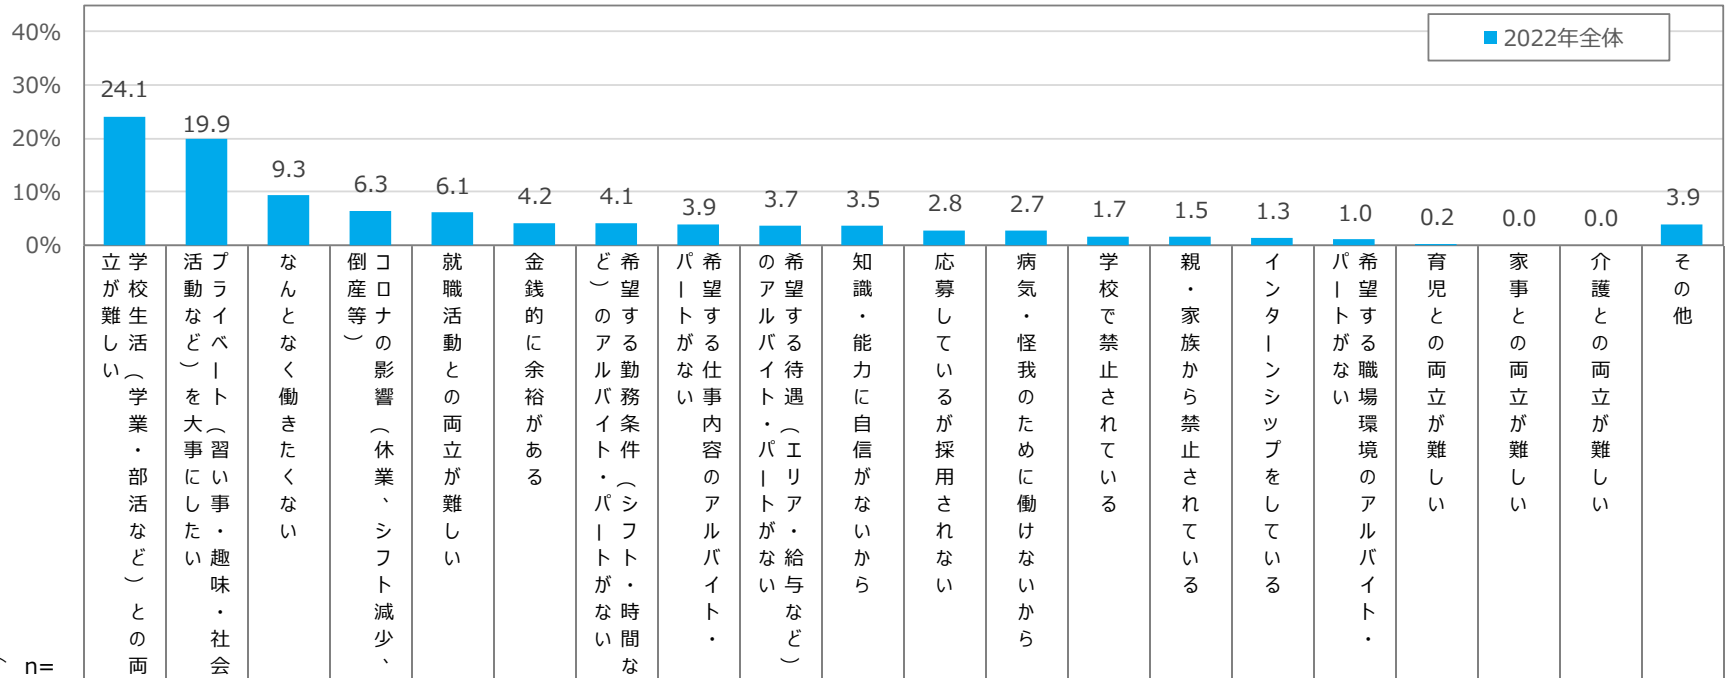 40%
30%
20%
10%
0%
2022年全体
24.1
19.9
9.3
6.3
6.1
4.2
4.1
3.9
3.7
3.5
2.8
2.7
1.7
1.5
1.3
1.0
0.2
0.0
0.0
3.9
学校生活（学業・部活など）との両
立が難しい
プライベート（習い事・趣味・社会
活動など）を大事にしたい
なんとなく働きたくない
コロナの影響（休業、シフト減少、
倒産等）
就職活動との両立が難しい
金銭的に余裕がある
希望する勤務条件（シフト・時間な
ど）のアルバイト・パートがない
希望する仕事内容のアルバイト・
パートがない
希望する待遇（エリア・給与など）
のアルバイト・パートがない
知識・能力に自信がないから
応募しているが採用されない
病気・怪我のために働けないから
学校で禁止されている
親・家族から禁止されている
インターンシップをしている
希望する職場環境のアルバイト・
パートがない
育児との両立が難しい
家事との両立が難しい
介護との両立が難しい
その他
n=